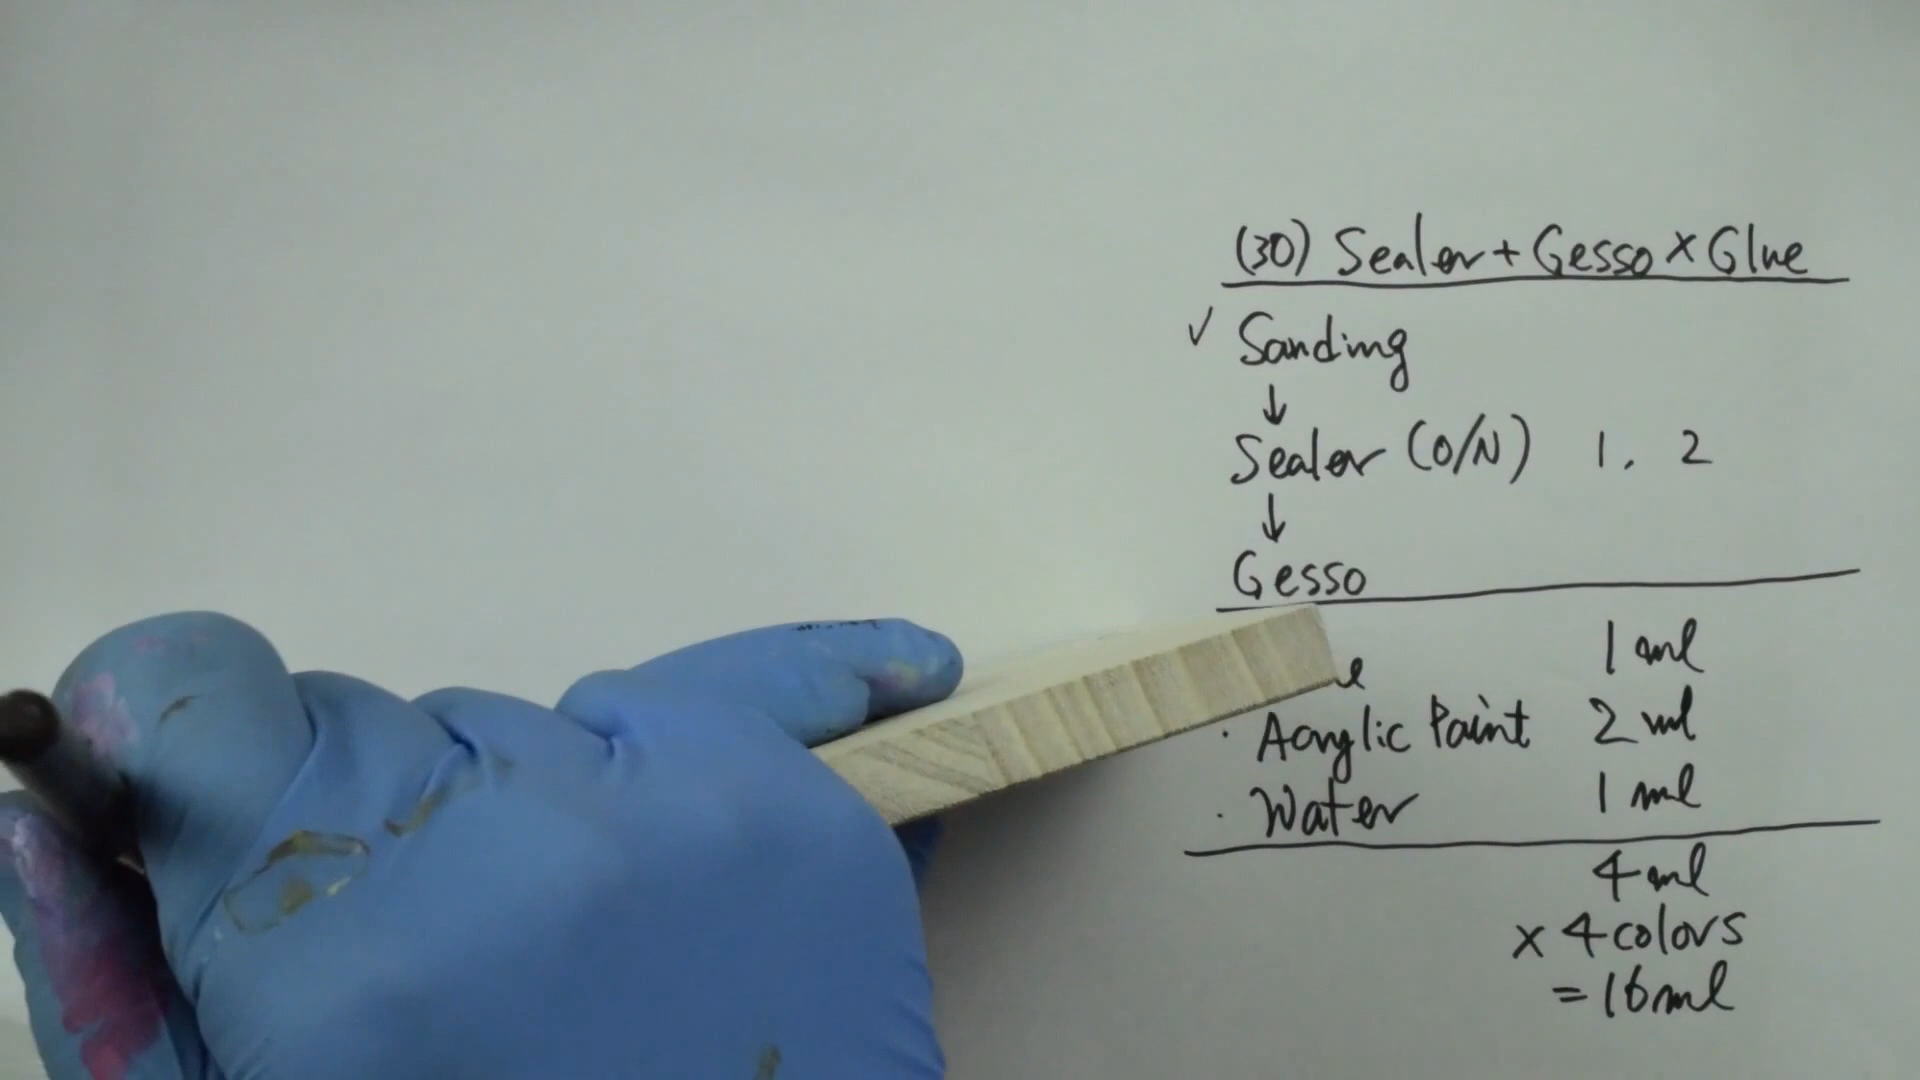 (30) Sealer + Gesso × Glue
✓ Sanding
↓
Sealer (O/N) 1, 2
↓
Gesso
1 ml
· Acrylic Paint 2 ml
· Water 1 ml
4 ml
× 4 colors
= 16 ml